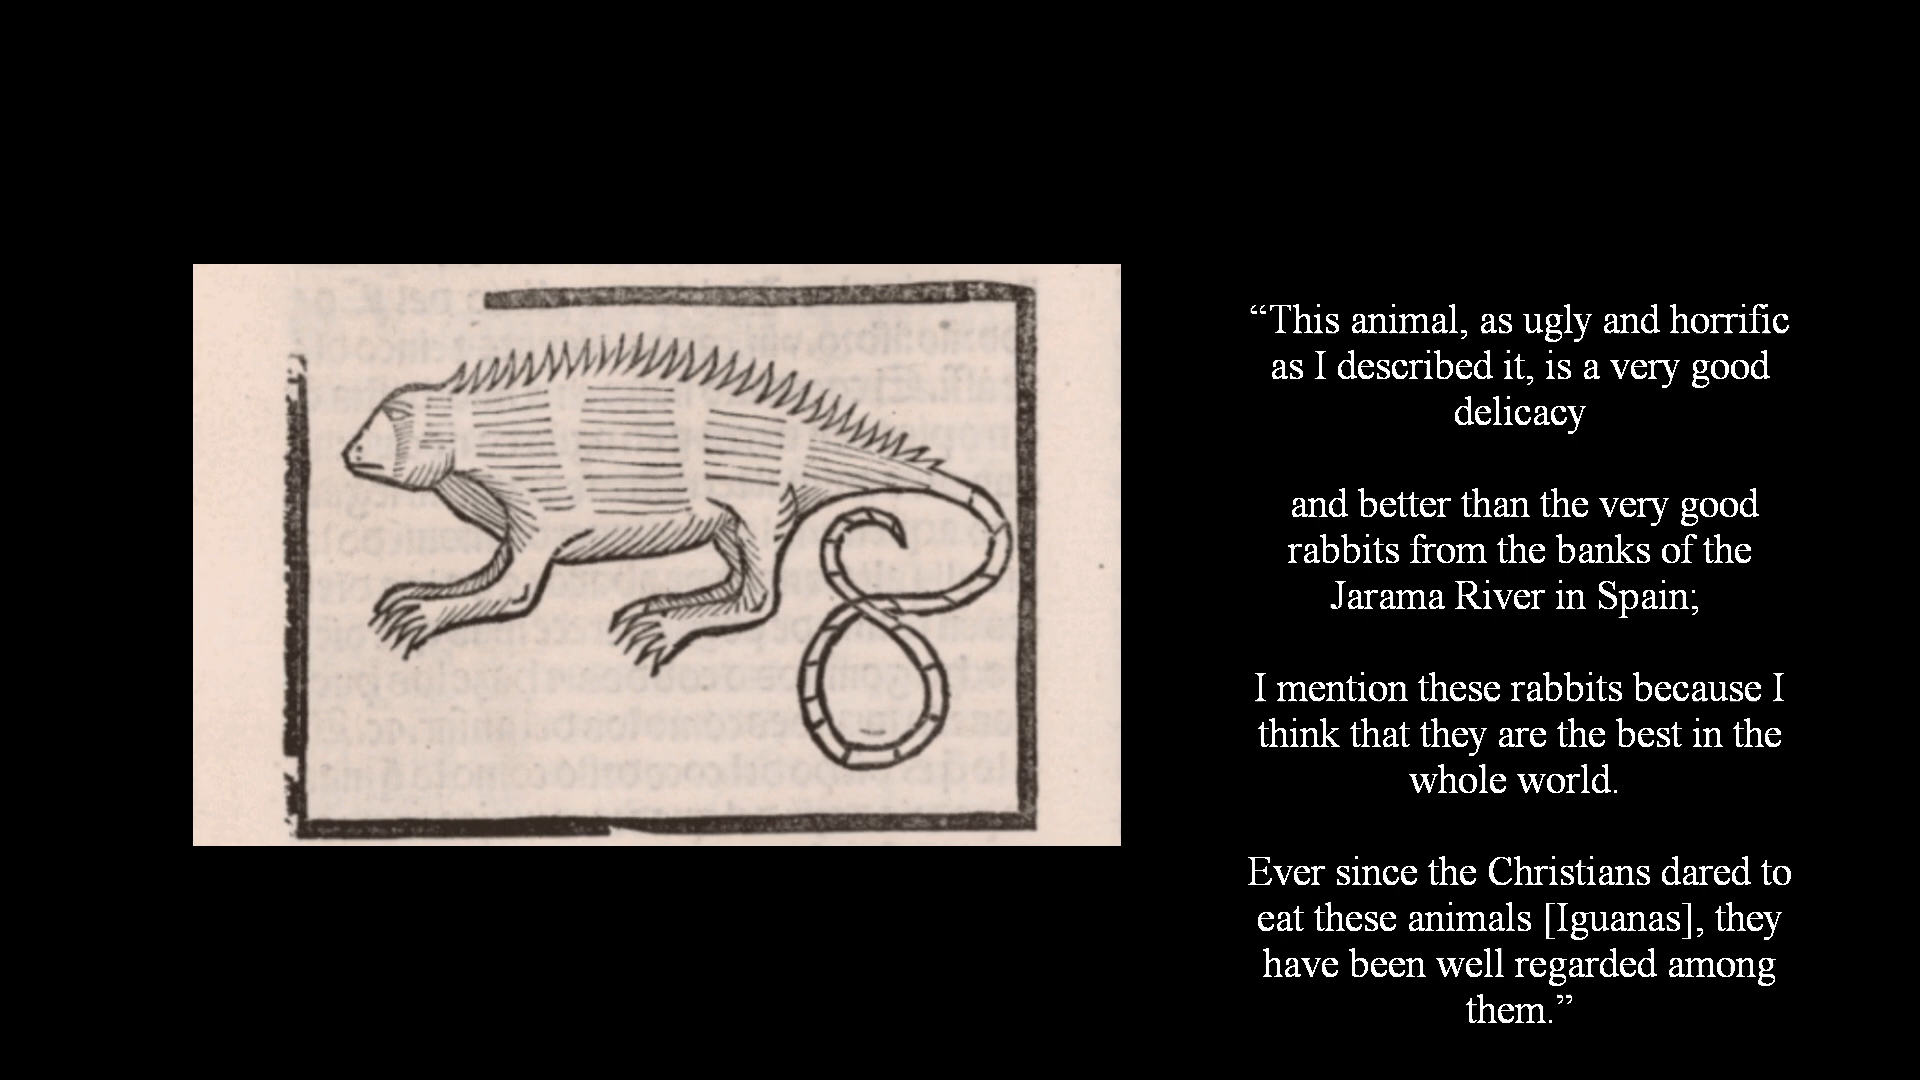 “This animal, as ugly and horrific
as I described it, is a very good
delicacy
and better than the very good
rabbits from the banks of the
Jarama River in Spain;
I mention these rabbits because I
think that they are the best in the
whole world.
Ever since the Christians dared to
eat these animals [Iguanas], they
have been well regarded among
them.”